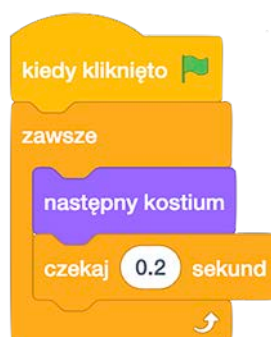 kiedy kliknięto
zawsze
następny kostium
czekaj 0.2 sekund